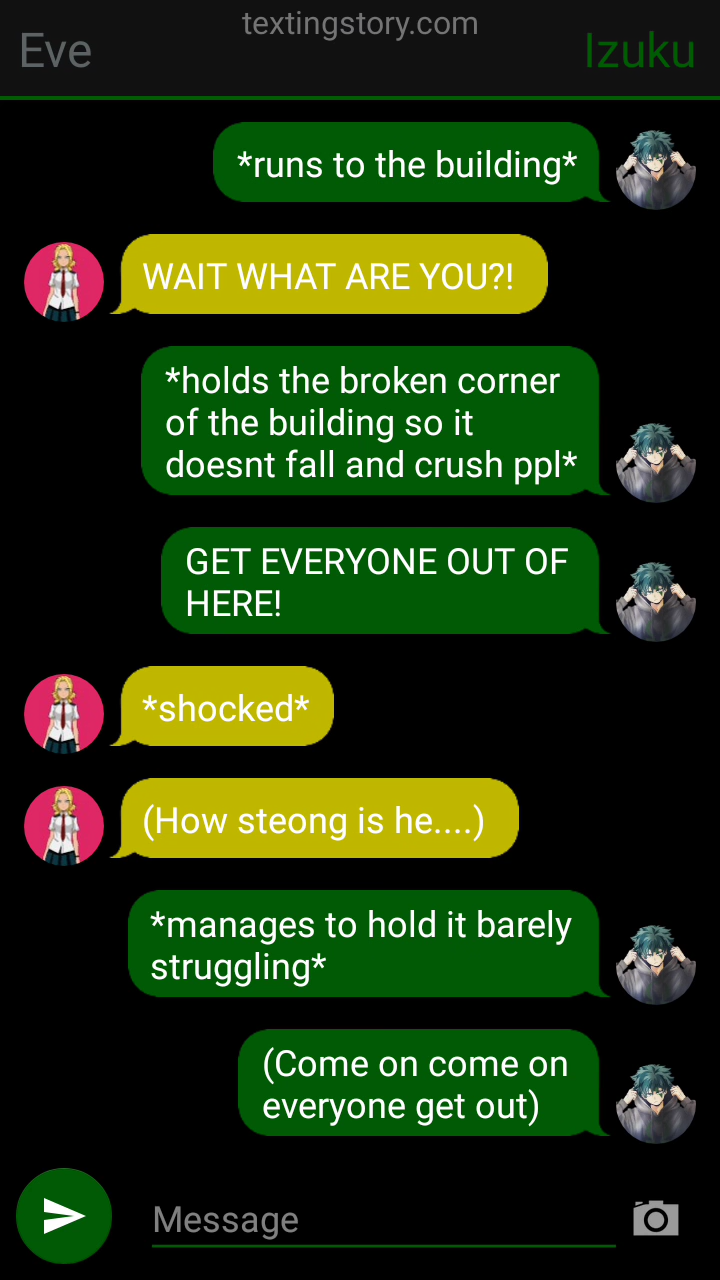 textingstory.com
Eve
Izuku
*runs to the building*
WAIT WHAT ARE YOU?!
*holds the broken corner
of the building so it
doesnt fall and crush ppl*
GET EVERYONE OUT OF
HERE!
*shocked*
(How steong is he....)
*manages to hold it barely
struggling*
(Come on come on
everyone get out)
Message